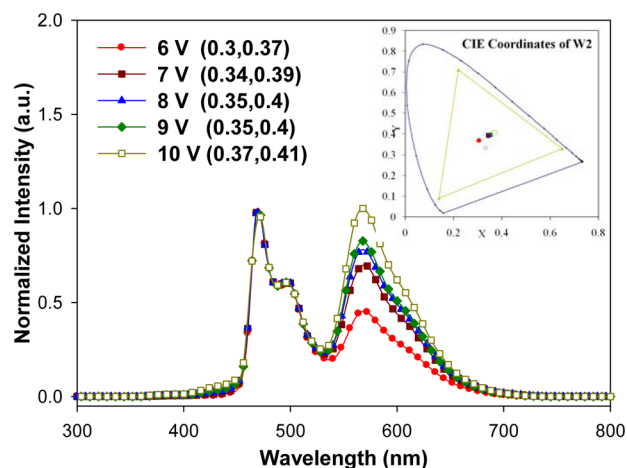 2.0
1.5
1.0
0.5
0.0
Normalized Intensity (a.u.)
6 V (0.3,0.37)
7 V (0.34,0.39)
8 V (0.35,0.4)
9 V (0.35,0.4)
10 V (0.37,0.41)
CIE Coordinates of W2
0.9
0.8
0.7
0.6
0.5
0.4
0.3
0.2
0.1
0
Y
0 0.2 0.4 0.6 0.8
X
300 400 500 600 700 800
Wavelength (nm)